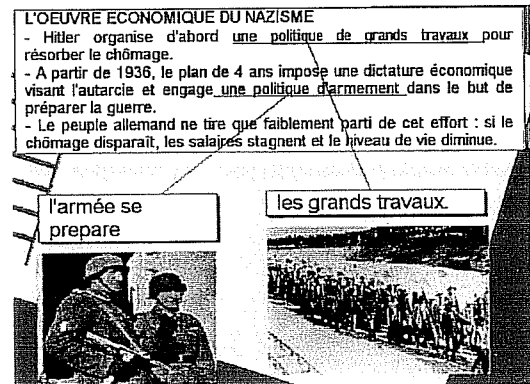 L'OEUVRE ECONOMIQUE DU NAZISME
- Hitler organise d'abord une politique de grands travaux pour
résorber le chômage.
- A partir de 1936, le plan de 4 ans impose une dictature économique
visant l'autarcie et engage une politique d'armement dans le but de
préparer la guerre.
- Le peuple allemand ne tire que faiblement parti de cet effort : si le
chômage disparaît, les salaires stagnent et le niveau de vie diminue.
l'armée se
prepare
les grands travaux.